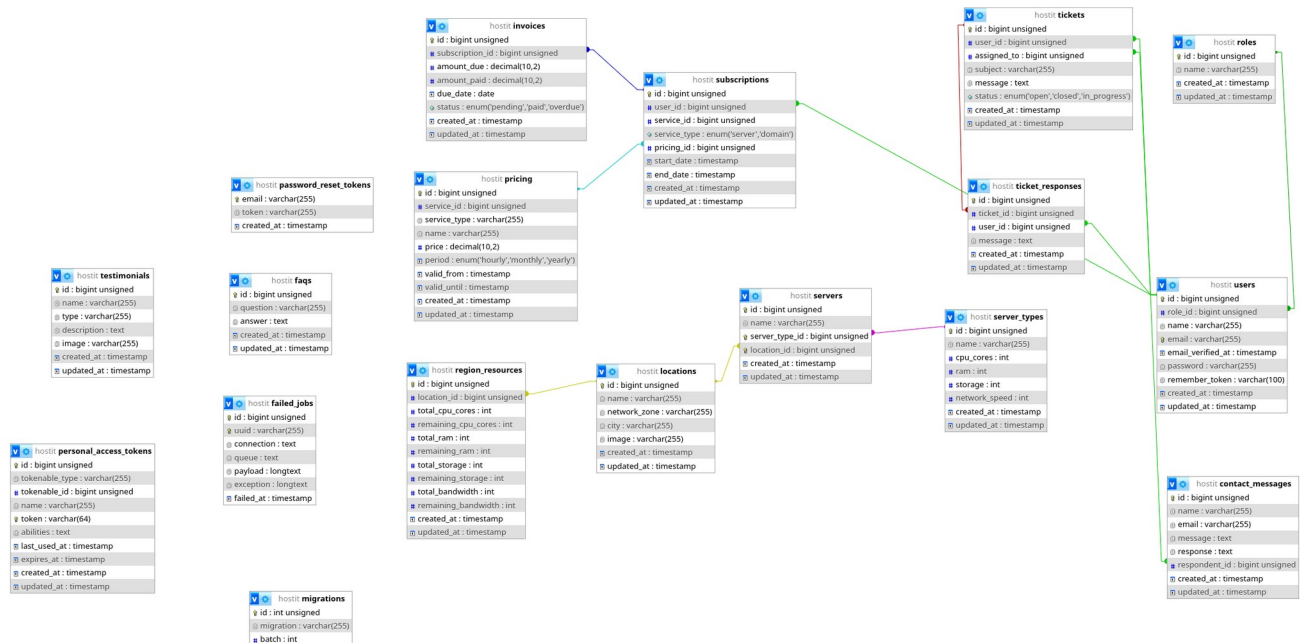 hostit invoices
id : bigint unsigned
subscription_id : bigint unsigned
amount_due : decimal(10,2)
amount_paid : decimal(10,2)
due_date : date
status : enum('pending','paid','overdue')
created_at : timestamp
updated_at : timestamp
hostit tickets
id : bigint unsigned
user_id : bigint unsigned
assigned_to : bigint unsigned
subject : varchar(255)
message : text
status : enum('open','closed','in_progress')
created_at : timestamp
updated_at : timestamp
hostit roles
id : bigint unsigned
name : varchar(255)
created_at : timestamp
updated_at : timestamp
hostit subscriptions
id : bigint unsigned
user_id : bigint unsigned
service_id : bigint unsigned
service_type : enum('server','domain')
pricing_id : bigint unsigned
start_date : timestamp
end_date : timestamp
created_at : timestamp
updated_at : timestamp
hostit password_reset_tokens
email : varchar(255)
token : varchar(255)
created_at : timestamp
hostit pricing
id : bigint unsigned
service_id : bigint unsigned
service_type : varchar(255)
name : varchar(255)
price : decimal(10,2)
period : enum('hourly','monthly','yearly')
valid_from : timestamp
valid_until : timestamp
created_at : timestamp
updated_at : timestamp
hostit ticket_responses
id : bigint unsigned
ticket_id : bigint unsigned
user_id : bigint unsigned
message : text
created_at : timestamp
updated_at : timestamp
hostit testimonials
id : bigint unsigned
name : varchar(255)
type : varchar(255)
description : text
image : varchar(255)
created_at : timestamp
updated_at : timestamp
hostit faqs
id : bigint unsigned
question : varchar(255)
answer : text
created_at : timestamp
updated_at : timestamp
hostit servers
id : bigint unsigned
name : varchar(255)
server_type_id : bigint unsigned
location_id : bigint unsigned
created_at : timestamp
updated_at : timestamp
hostit server_types
id : bigint unsigned
name : varchar(255)
cpu_cores : int
ram : int
storage : int
network_speed : int
created_at : timestamp
updated_at : timestamp
hostit users
id : bigint unsigned
role_id : bigint unsigned
name : varchar(255)
email : varchar(255)
email_verified_at : timestamp
password : varchar(255)
remember_token : varchar(100)
created_at : timestamp
updated_at : timestamp
hostit region_resources
id : bigint unsigned
location_id : bigint unsigned
total_cpu_cores : int
remaining_cpu_cores : int
total_ram : int
remaining_ram : int
total_storage : int
remaining_storage : int
total_bandwidth : int
remaining_bandwidth : int
created_at : timestamp
updated_at : timestamp
hostit locations
id : bigint unsigned
name : varchar(255)
network_zone : varchar(255)
city : varchar(255)
image : varchar(255)
created_at : timestamp
updated_at : timestamp
hostit failed_jobs
id : bigint unsigned
uuid : varchar(255)
connection : text
queue : text
payload : longtext
exception : longtext
failed_at : timestamp
hostit personal_access_tokens
id : bigint unsigned
tokenable_type : varchar(255)
tokenable_id : bigint unsigned
name : varchar(255)
token : varchar(64)
abilities : text
last_used_at : timestamp
expires_at : timestamp
created_at : timestamp
updated_at : timestamp
hostit contact_messages
id : bigint unsigned
name : varchar(255)
email : varchar(255)
message : text
response : text
respondent_id : bigint unsigned
created_at : timestamp
updated_at : timestamp
hostit migrations
id : int unsigned
migration : varchar(255)
batch : int